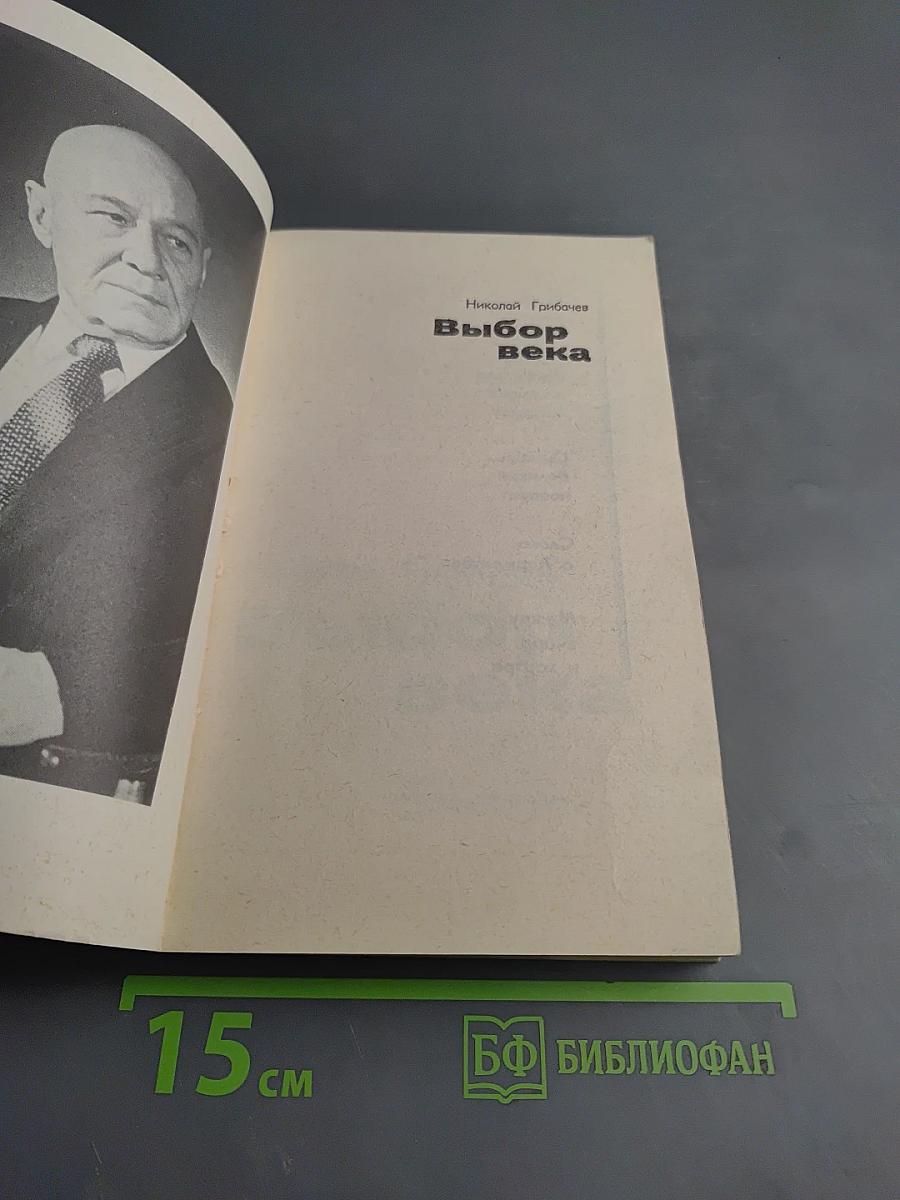 Николай Грибачев
Выбор
века
15 см
БФ БИБЛИОФАН